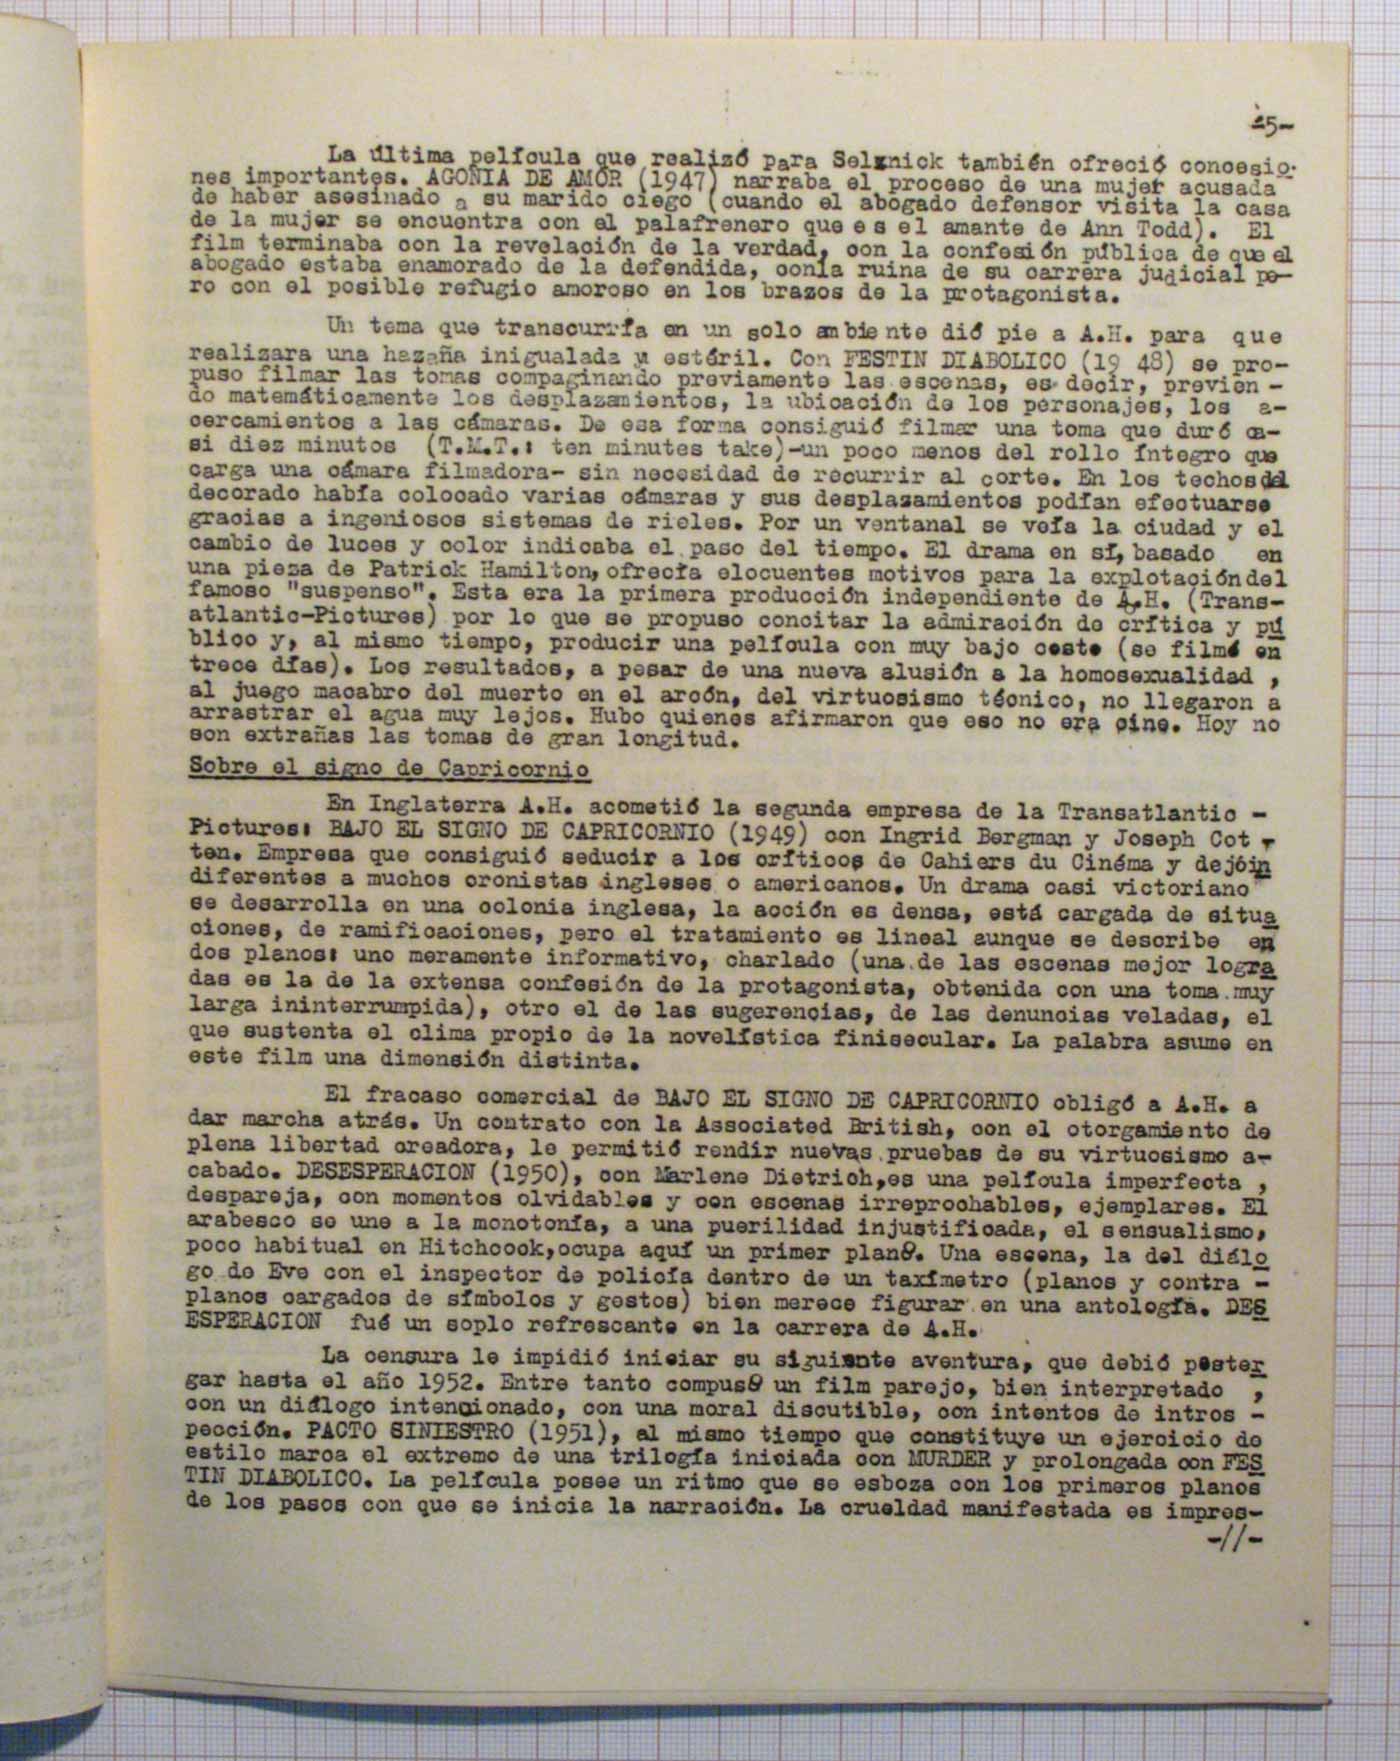 -5-
La última película que realizó para Selznick también ofreció concesio-
nes importantes. AGONIA DE AMOR (1947) narraba el proceso de una mujer acusada
de haber asesinado a su marido ciego (cuando el abogado defensor visita la casa
de la mujer se encuentra con el palafrenero que es el amante de Ann Todd). El
film terminaba con la revelación de la verdad, con la confesión pública de que el
abogado estaba enamorado de la defendida, conla ruina de su carrera judicial pe-
ro con el posible refugio amoroso en los brazos de la protagonista.
Un tema que transcurría en un solo ambiente dió pie a A.H. para que
realizara una hazaña inigualada y estéril. Con FESTIN DIABOLICO (19 48) se pro-
puso filmar las tomas compaginando previamente las escenas, es decir, previen -
do matemáticamente los desplazamientos, la ubicación de los personajes, los a-
cercamientos a las cámaras. De esa forma consiguió filmar una toma que duró ca-
si diez minutos (T.M.T.: ten minutes take)-un poco menos del rollo íntegro que
carga una cámara filmadora- sin necesidad de recurrir al corte. En los techos del
decorado había colocado varias cámaras y sus desplazamientos podían efectuarse
gracias a ingeniosos sistemas de rieles. Por un ventanal se veía la ciudad y el
cambio de luces y color indicaba el paso del tiempo. El drama en sí, basado en
una pieza de Patrick Hamilton, ofrecía elocuentes motivos para la explotación del
famoso "suspenso". Esta era la primera producción independiente de A.H. (Trans-
atlantic-Pictures) por lo que se propuso concitar la admiración de crítica y pú
blico y, al mismo tiempo, producir una película con muy bajo costo (se filmó en
trece días). Los resultados, a pesar de una nueva alusión a la homosexualidad ,
al juego macabro del muerto en el arcón, del virtuosismo técnico, no llegaron a
arrastrar el agua muy lejos. Hubo quienes afirmaron que eso no era cine. Hoy no
son extrañas las tomas de gran longitud.
Sobre el signo de Capricornio
En Inglaterra A.H. acometió la segunda empresa de la Transatlantic -
Pictures: BAJO EL SIGNO DE CAPRICORNIO (1949) con Ingrid Bergman y Joseph Cot -
ten. Empresa que consiguió seducir a los críticos de Cahiers du Cinéma y dejóin
diferentes a muchos cronistas ingleses o americanos. Un drama casi victoriano
se desarrolla en una colonia inglesa, la acción es densa, está cargada de situa
ciones, de ramificaciones, pero el tratamiento es lineal aunque se describe en
dos planos: uno meramente informativo, charlado (una de las escenas mejor logra
das es la de la extensa confesión de la protagonista, obtenida con una toma muy
larga ininterrumpida), otro el de las sugerencias, de las denuncias veladas, el
que sustenta el clima propio de la novelística finisecular. La palabra asume en
este film una dimensión distinta.
El fracaso comercial de BAJO EL SIGNO DE CAPRICORNIO obligó a A.H. a
dar marcha atrás. Un contrato con la Associated British, con el otorgamiento de
plena libertad creadora, le permitió rendir nuevas pruebas de su virtuosismo a-
cabado. DESESPERACION (1950), con Marlene Dietrich,es una película imperfecta ,
despareja, con momentos olvidables y con escenas irreprochables, ejemplares. El
arabesco se une a la monotonía, a una puerilidad injustificada, el sensualismo,
poco habitual en Hitchcock,ocupa aquí un primer plano. Una escena, la del diálo
go de Eve con el inspector de policía dentro de un taxímetro (planos y contra -
planos cargados de símbolos y gestos) bien merece figurar en una antología. DES
ESPERACION fué un soplo refrescante en la carrera de A.H.
La censura le impidió iniciar su siguiente aventura, que debió poster
gar hasta el año 1952. Entre tanto compuso un film parejo, bien interpretado ,
con un diálogo intencionado, con una moral discutible, con intentos de intros -
pección. PACTO SINIESTRO (1951), al mismo tiempo que constituye un ejercicio de
estilo marca el extremo de una trilogía iniciada con MURDER y prolongada con FES
TIN DIABOLICO. La película posee un ritmo que se esboza con los primeros planos
de los pasos con que se inicia la narración. La crueldad manifestada es impres-
-//-